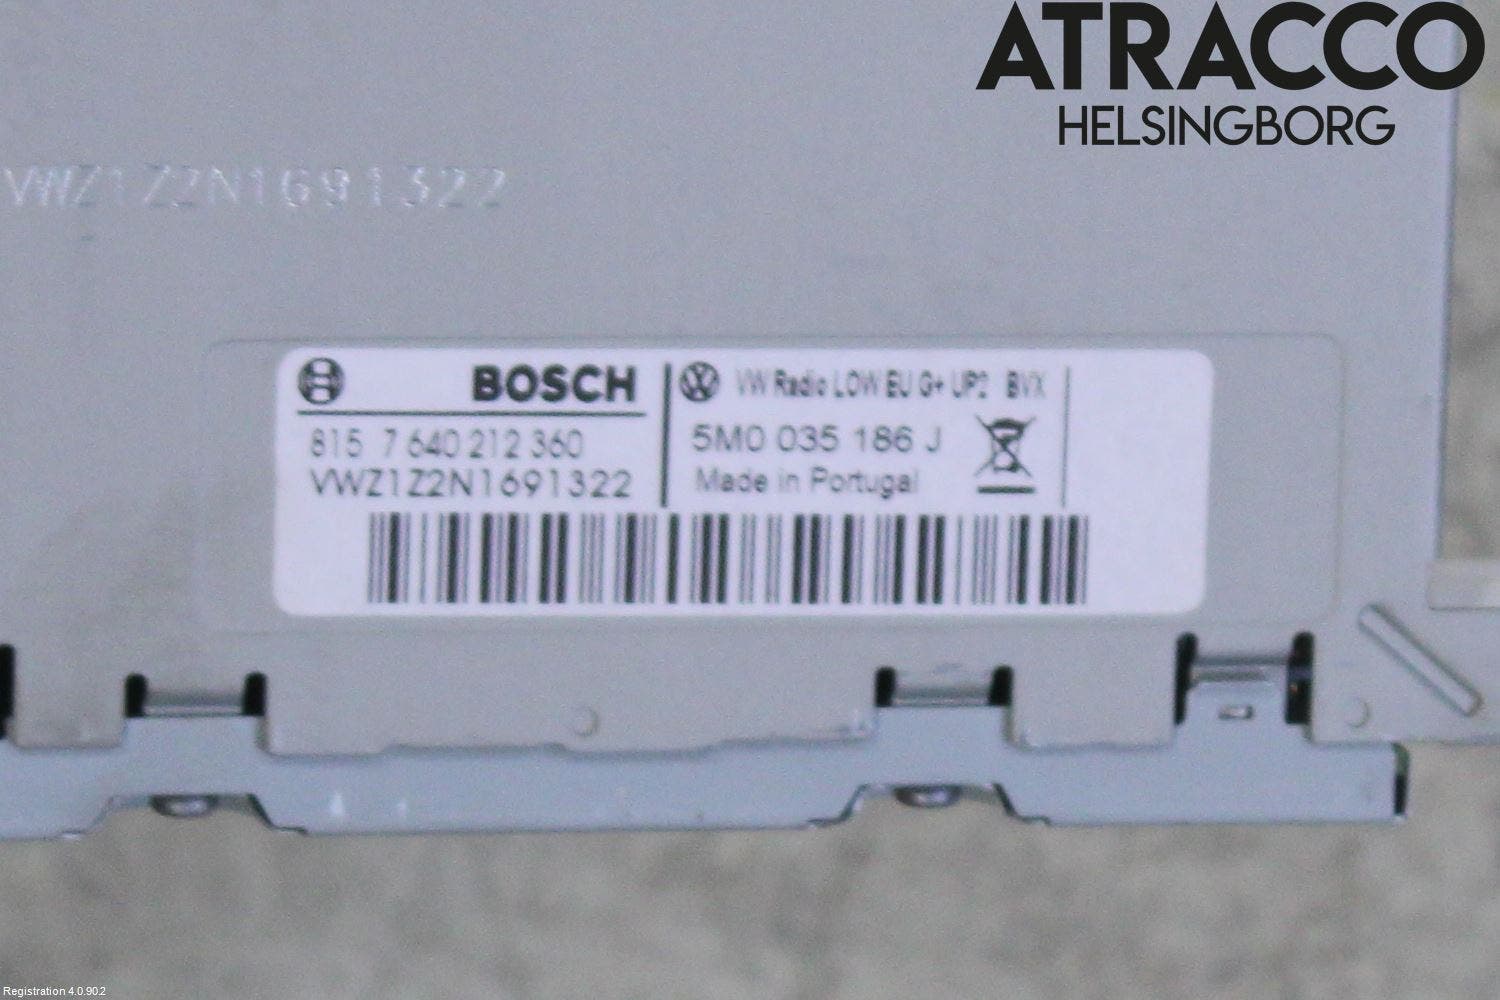 ATRACCO
HELSINGBORG
VWZ1Z2N1691322
BOSCH
VW Radio LOW EU G+ UP2 BVX
815 7 640 212 360
5M0 035 186 J
VWZ1Z2N1691322
Made in Portugal
Registration 4.0.90.2